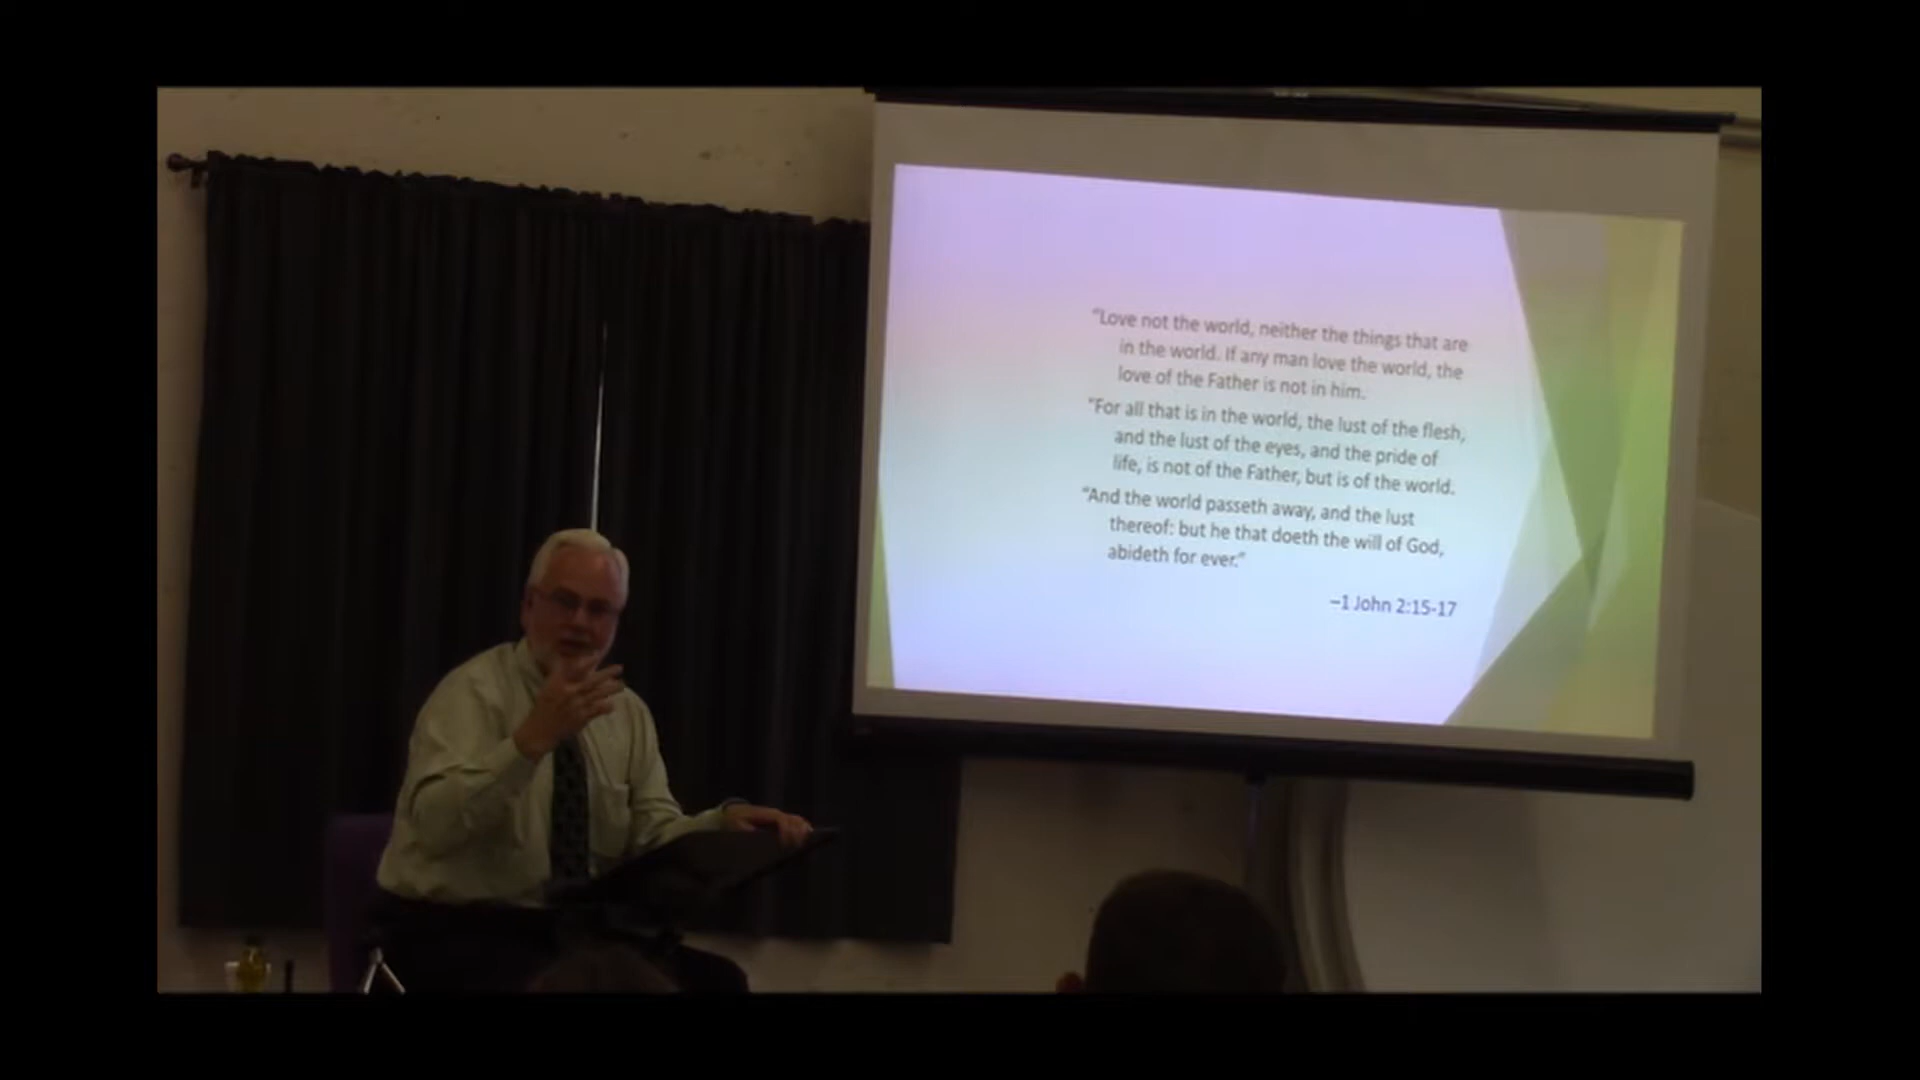 “Love not the world, neither the things that are
in the world. If any man love the world, the
love of the Father is not in him.
“For all that is in the world, the lust of the flesh,
and the lust of the eyes, and the pride of
life, is not of the Father, but is of the world.
“And the world passeth away, and the lust
thereof: but he that doeth the will of God,
abideth for ever.”
–1 John 2:15-17